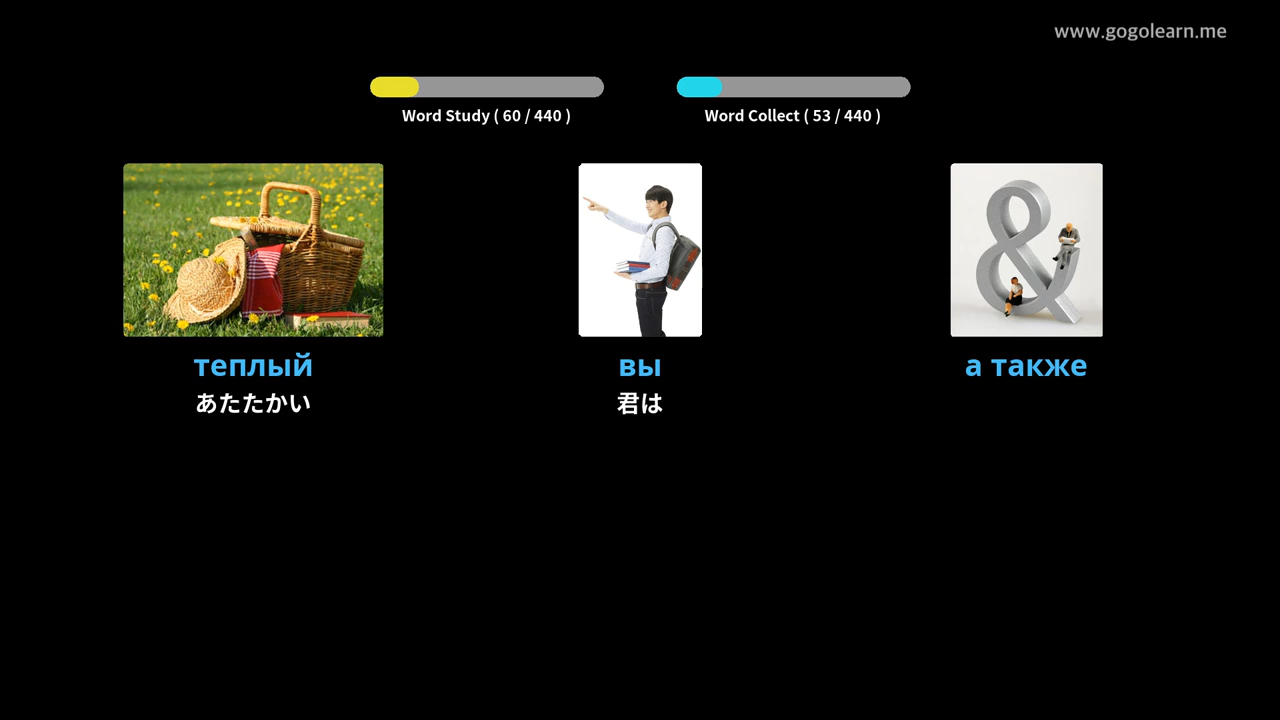 www.gogolearn.me
Word Study ( 60 / 440 )
Word Collect ( 53 / 440 )
теплый
あたたかい
вы
君は
а также